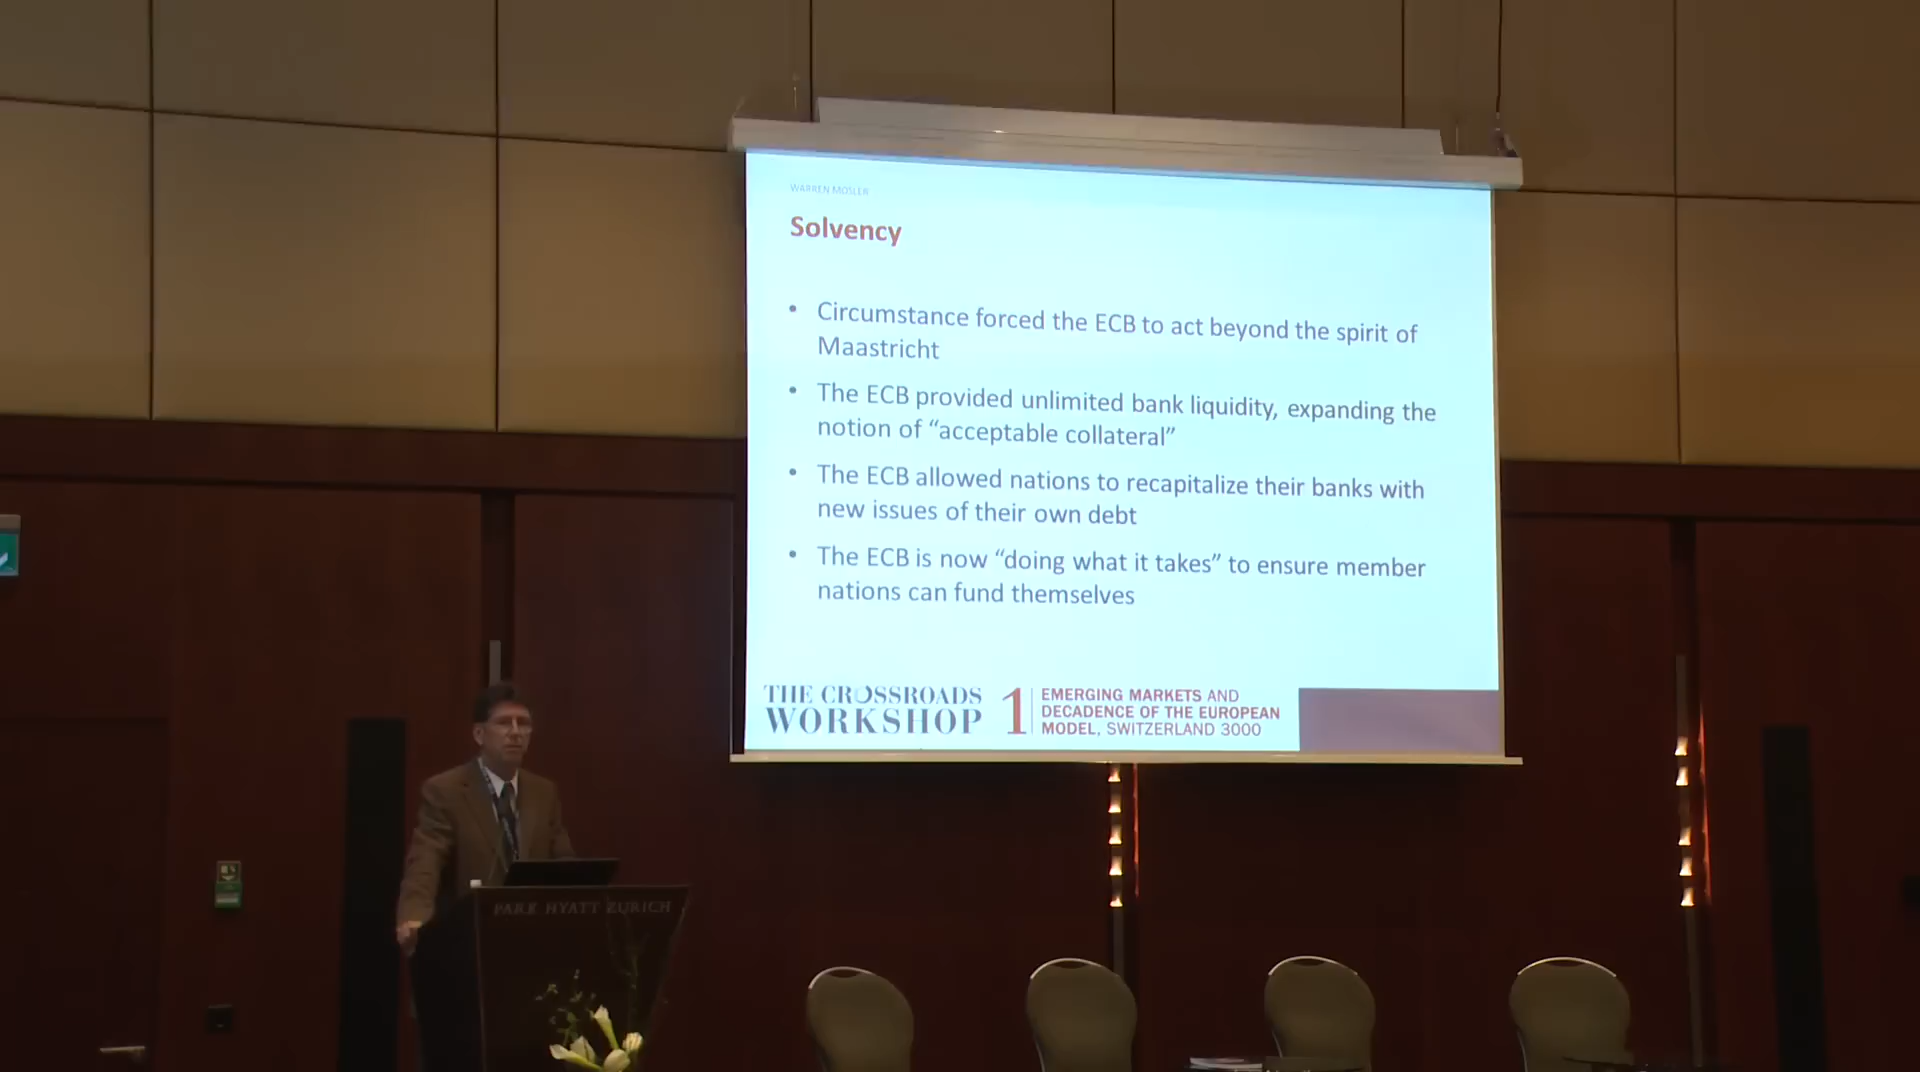 WARREN MOSLER
Solvency
• Circumstance forced the ECB to act beyond the spirit of
Maastricht
• The ECB provided unlimited bank liquidity, expanding the
notion of “acceptable collateral”
• The ECB allowed nations to recapitalize their banks with
new issues of their own debt
• The ECB is now “doing what it takes” to ensure member
nations can fund themselves
THE CROSSROADS
WORKSHOP
1
EMERGING MARKETS AND
DECADENCE OF THE EUROPEAN
MODEL, SWITZERLAND 3000
PARK HYATT ZURICH